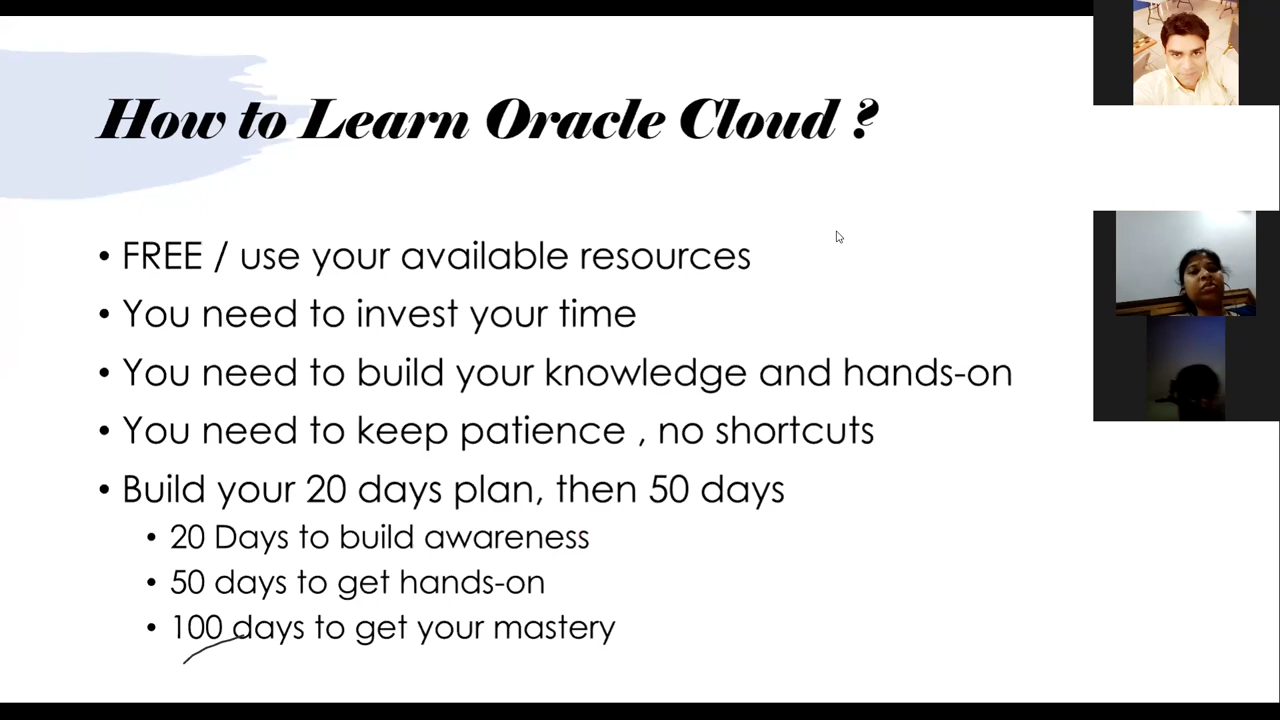 How to Learn Oracle Cloud ?
• FREE / use your available resources
• You need to invest your time
• You need to build your knowledge and hands-on
• You need to keep patience , no shortcuts
• Build your 20 days plan, then 50 days
• 20 Days to build awareness
• 50 days to get hands-on
• 100 days to get your mastery